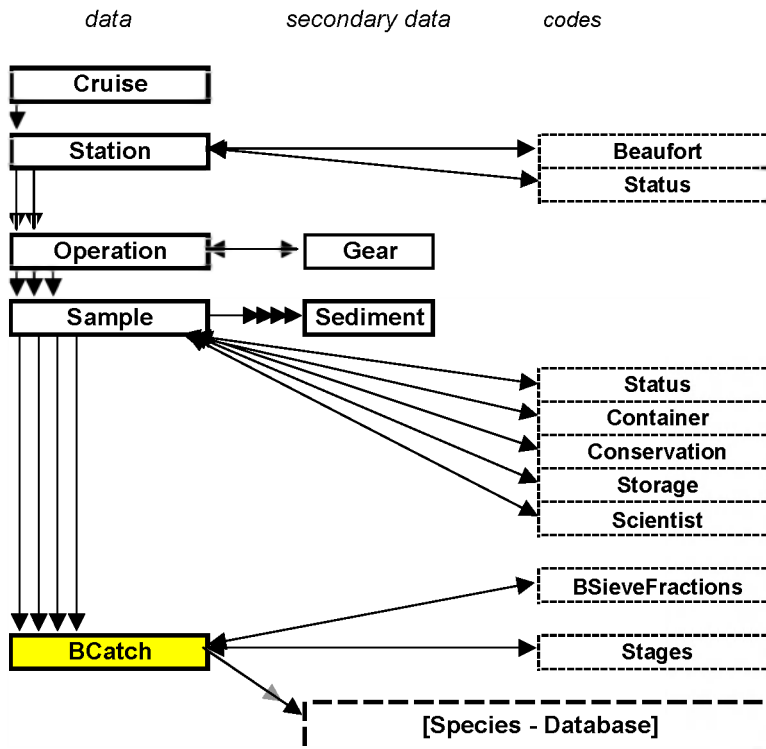 data secondary data codes
Cruise
Station
Beaufort
Status
Operation Gear
Sample Sediment
Status
Container
Conservation
Storage
Scientist
BSieveFractions
BCatch Stages
[Species - Database]